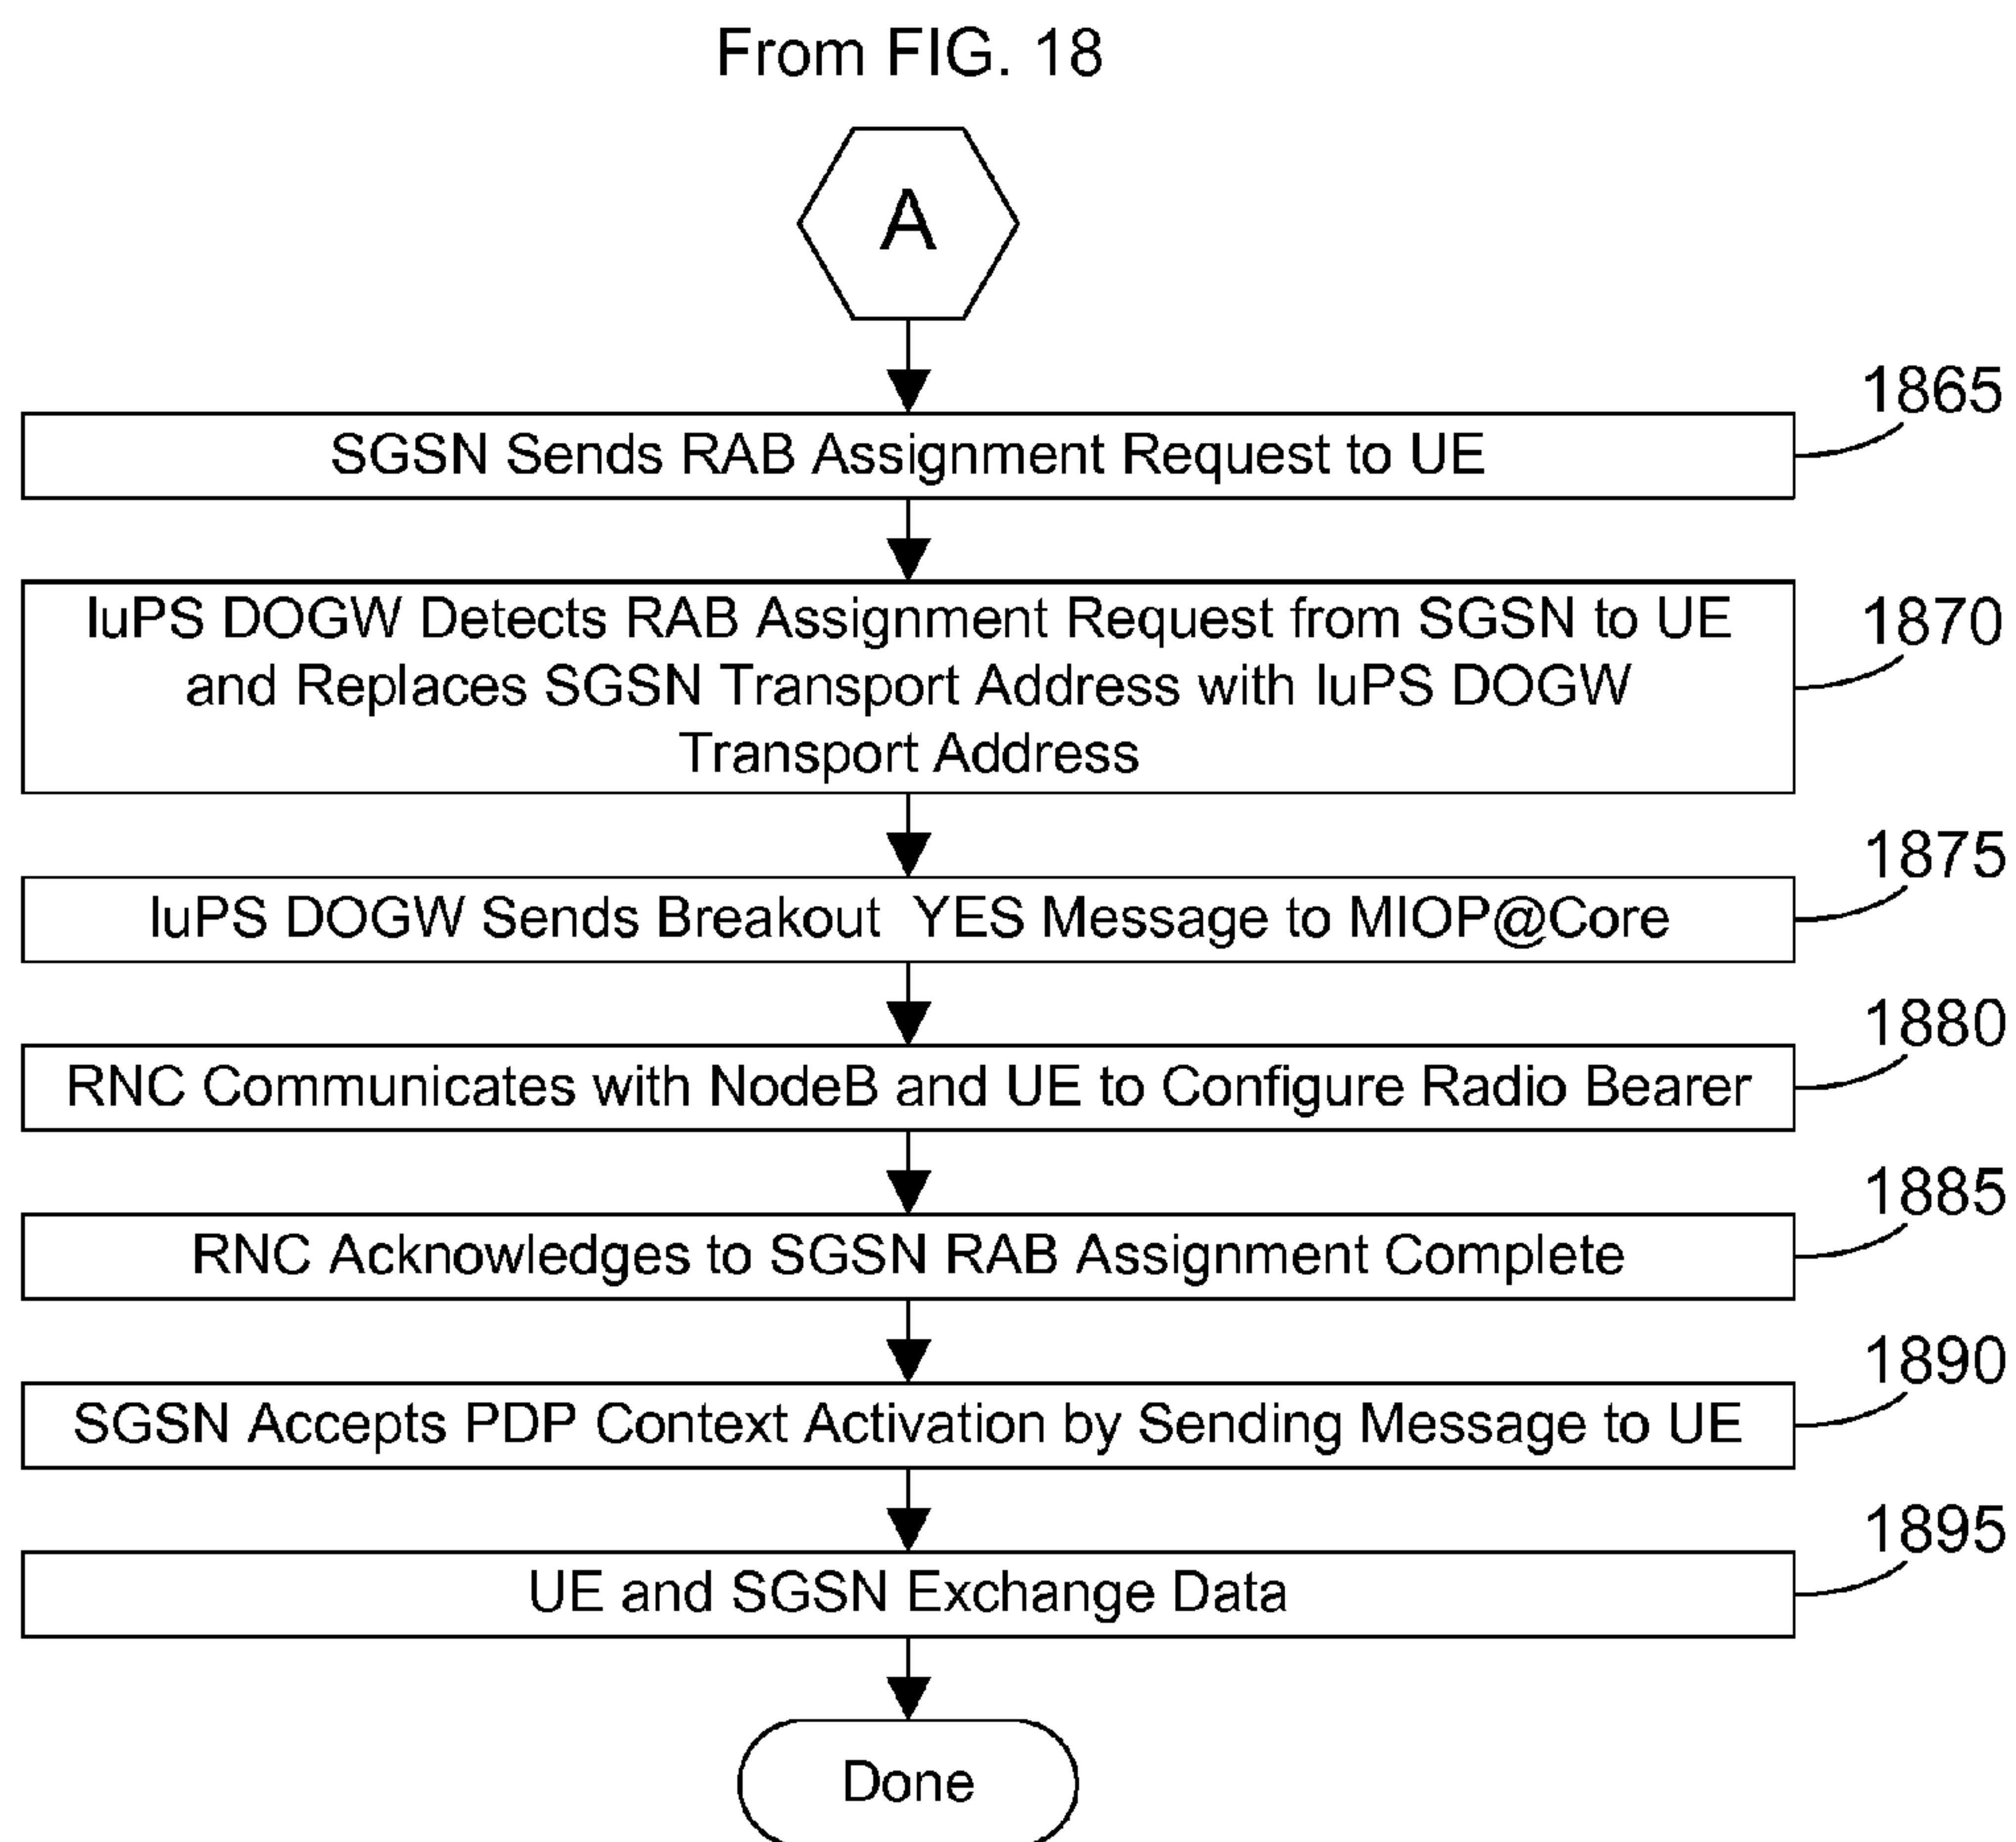 From FIG. 18
A
1865
SGSN Sends RAB Assignment Request to UE
1870
IuPS DOGW Detects RAB Assignment Request from SGSN to UE
and Replaces SGSN Transport Address with IuPS DOGW
Transport Address
1875
IuPS DOGW Sends Breakout YES Message to MIOP@Core
1880
RNC Communicates with NodeB and UE to Configure Radio Bearer
1885
RNC Acknowledges to SGSN RAB Assignment Complete
1890
SGSN Accepts PDP Context Activation by Sending Message to UE
1895
UE and SGSN Exchange Data
Done